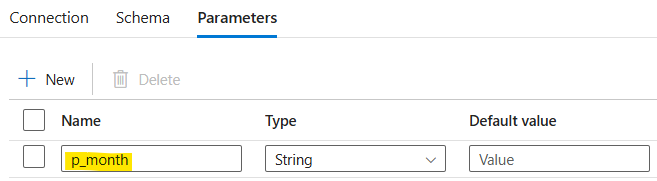 Connection Schema Parameters
New Delete
Name Type Default value
p_month String Value